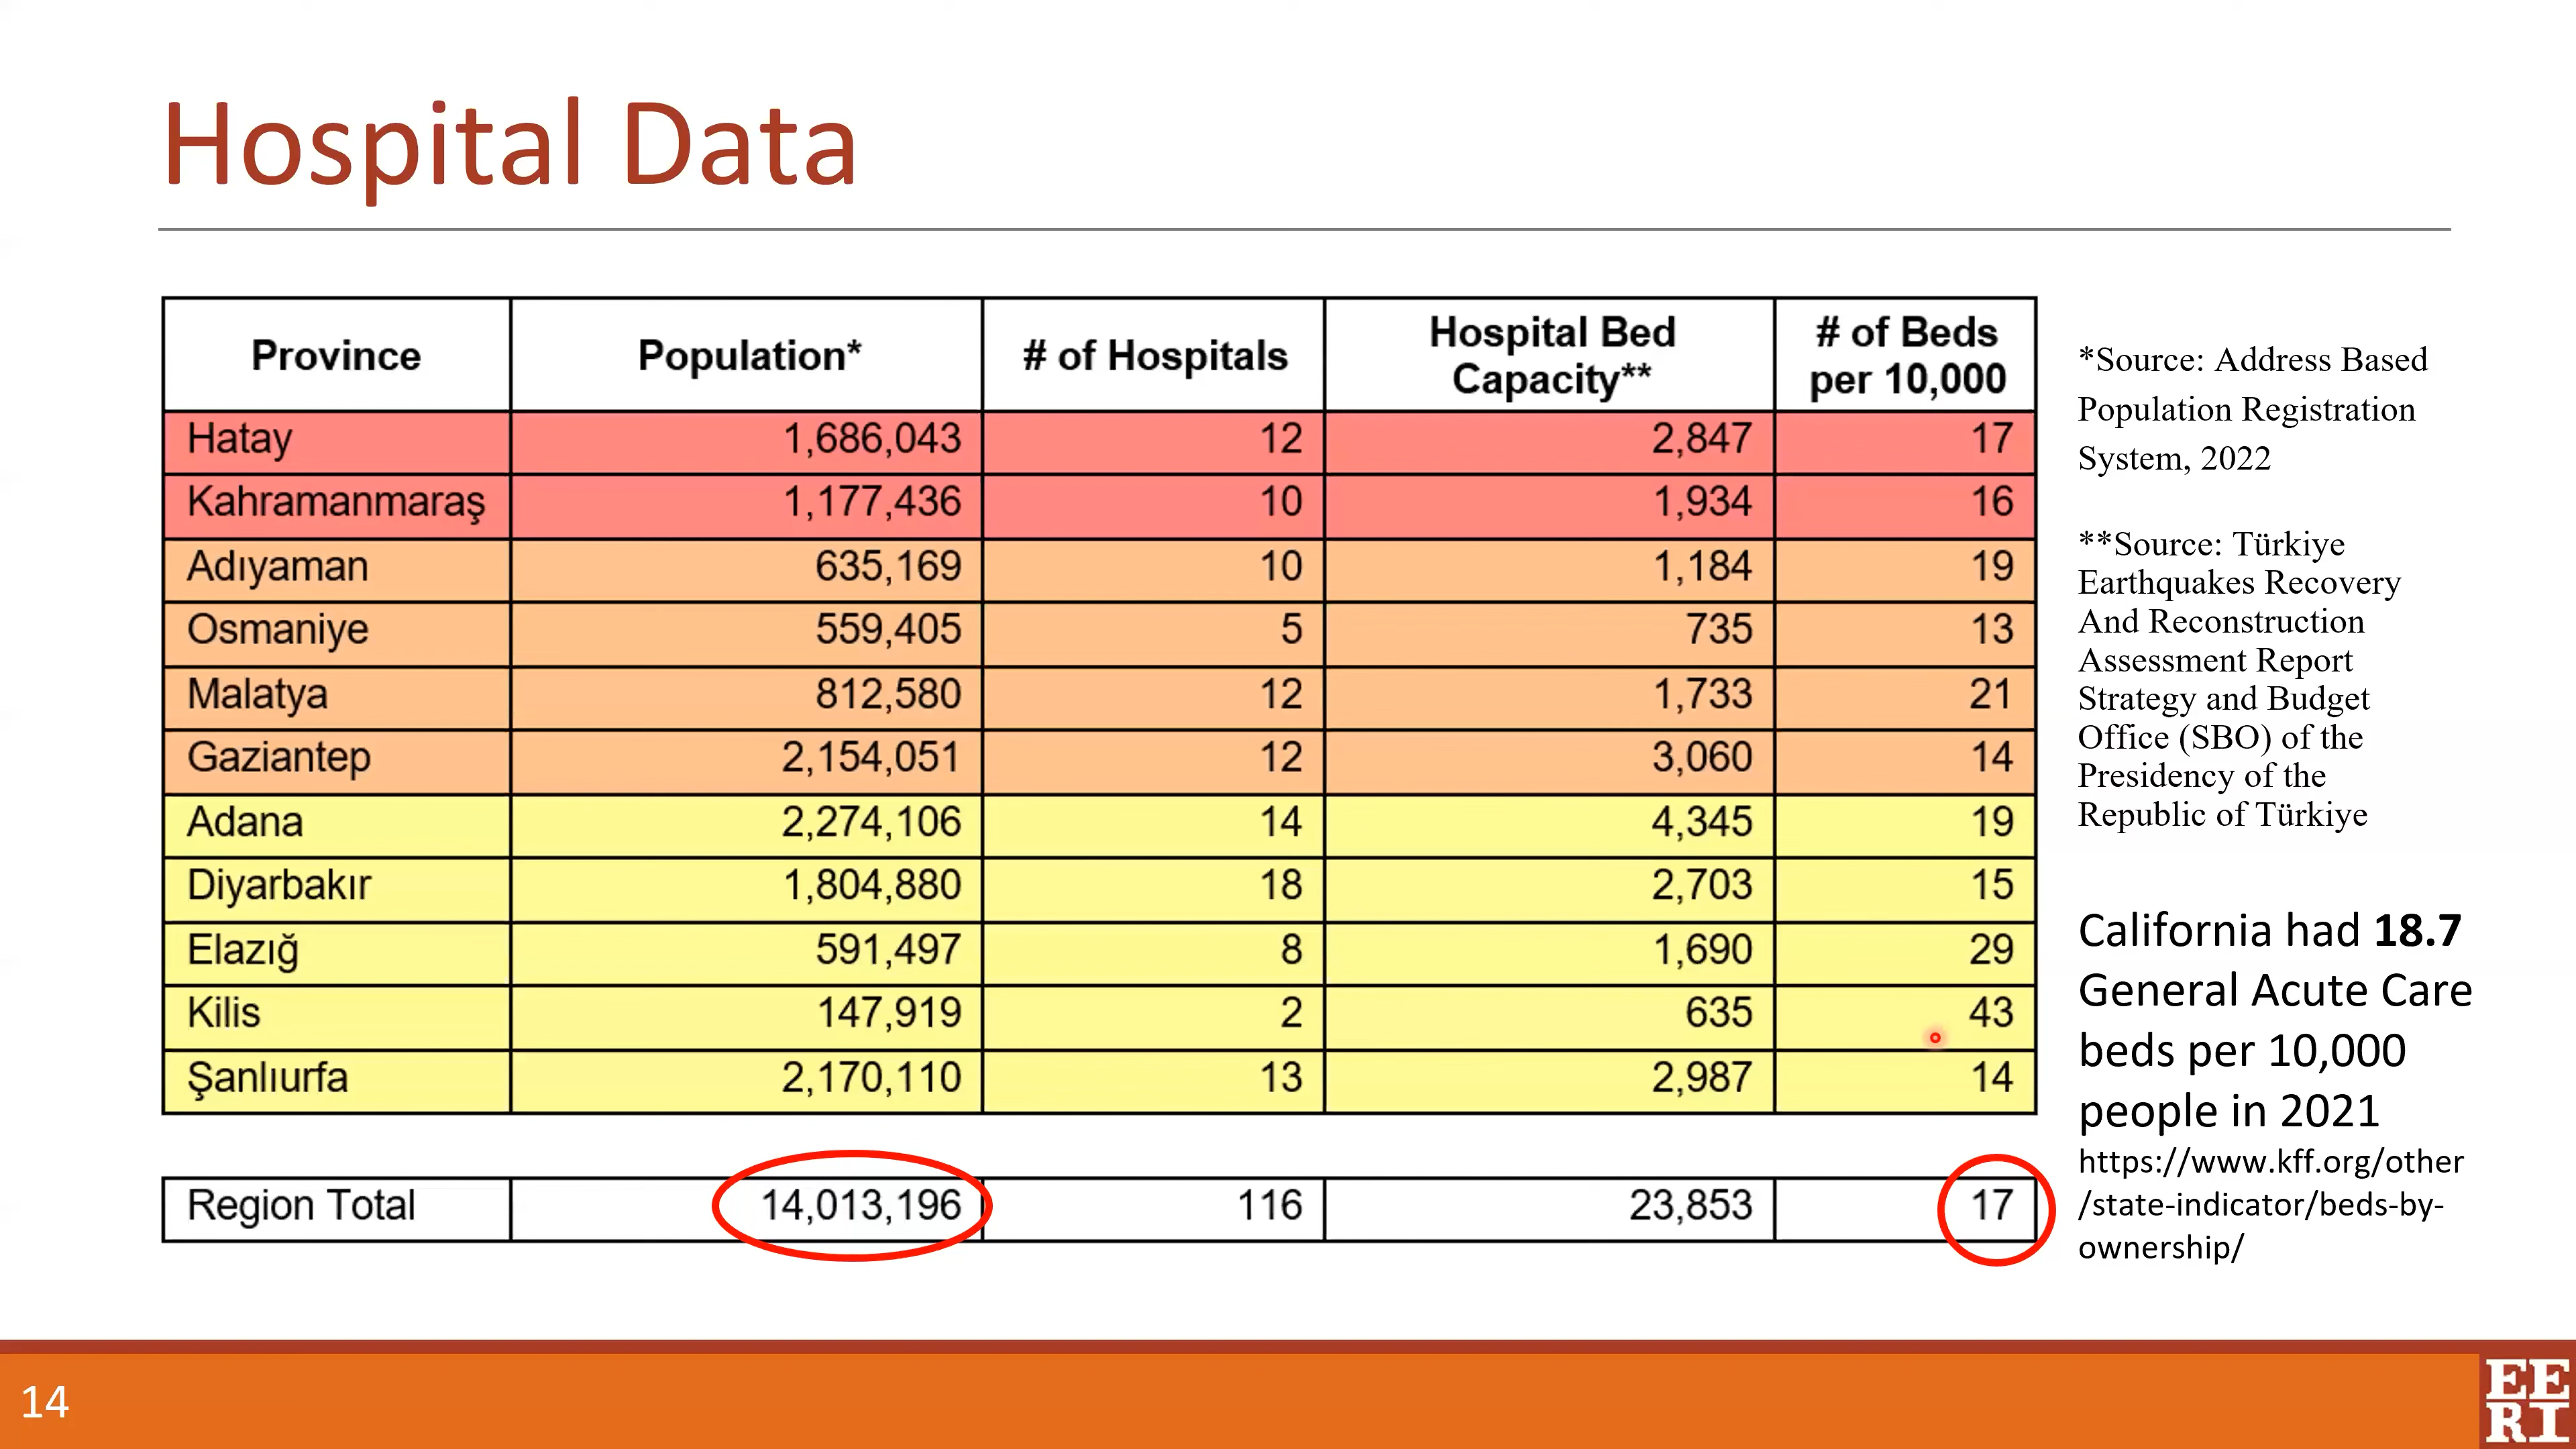 Hospital Data
Province Population* # of Hospitals Hospital Bed Capacity** # of Beds per 10,000
Hatay 1,686,043 12 2,847 17
Kahramanmaraş 1,177,436 10 1,934 16
Adıyaman 635,169 10 1,184 19
Osmaniye 559,405 5 735 13
Malatya 812,580 12 1,733 21
Gaziantep 2,154,051 12 3,060 14
Adana 2,274,106 14 4,345 19
Diyarbakır 1,804,880 18 2,703 15
Elazığ 591,497 8 1,690 29
Kilis 147,919 2 635 43
Şanlıurfa 2,170,110 13 2,987 14
Region Total 14,013,196 116 23,853 17
*Source: Address Based
Population Registration
System, 2022
**Source: Türkiye
Earthquakes Recovery
And Reconstruction
Assessment Report
Strategy and Budget
Office (SBO) of the
Presidency of the
Republic of Türkiye
California had 18.7
General Acute Care
beds per 10,000
people in 2021
https://www.kff.org/other
/state-indicator/beds-by-
ownership/
14
EE
RI